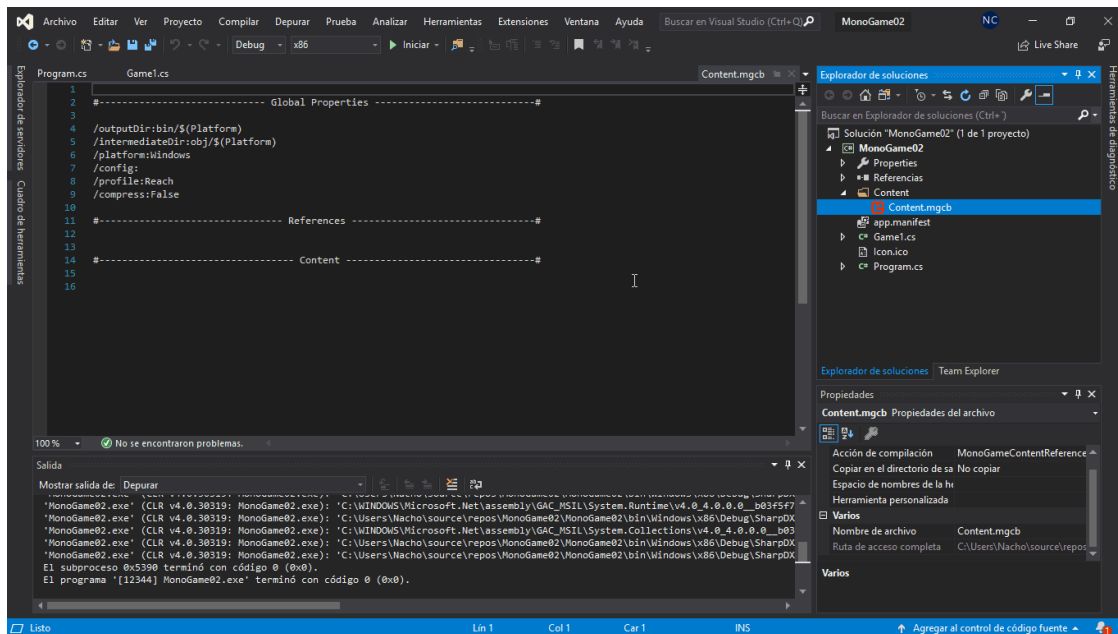 Archivo Editar Ver Proyecto Compilar Depurar Prueba Analizar Herramientas Extensiones Ventana Ayuda Buscar en Visual Studio (Ctrl+Q) MonoGame02 NC
Debug x86 Iniciar Live Share
Explorador de servidores
Cuadro de herramientas
Program.cs Game1.cs Content.mgcb
1
2 #---------------------------- Global Properties ----------------------------#
3
4 /outputDir:bin/$(Platform)
5 /intermediateDir:obj/$(Platform)
6 /platform:Windows
7 /config:
8 /profile:Reach
9 /compress:False
10
11 #-------------------------------- References --------------------------------#
12
13
14 #---------------------------------- Content ---------------------------------#
15
16
100 % No se encontraron problemas.
Salida
Mostrar salida de: Depurar
'MonoGame02.exe' (CLR v4.0.30319: MonoGame02.exe): 'C:\WINDOWS\Microsoft.Net\assembly\GAC_MSIL\System.Runtime\v4.0_4.0.0.0__b03f5f7
'MonoGame02.exe' (CLR v4.0.30319: MonoGame02.exe): 'C:\Users\Nacho\source\repos\MonoGame02\MonoGame02\bin\Windows\x86\Debug\SharpDX
'MonoGame02.exe' (CLR v4.0.30319: MonoGame02.exe): 'C:\WINDOWS\Microsoft.Net\assembly\GAC_MSIL\System.Collections\v4.0_4.0.0.0__b03
'MonoGame02.exe' (CLR v4.0.30319: MonoGame02.exe): 'C:\Users\Nacho\source\repos\MonoGame02\MonoGame02\bin\Windows\x86\Debug\SharpDX
'MonoGame02.exe' (CLR v4.0.30319: MonoGame02.exe): 'C:\Users\Nacho\source\repos\MonoGame02\MonoGame02\bin\Windows\x86\Debug\SharpDX
El subproceso 0x5390 terminó con código 0 (0x0).
El programa '[12344] MonoGame02.exe' terminó con código 0 (0x0).
Explorador de soluciones
Buscar en Explorador de soluciones (Ctrl+´)
Solución "MonoGame02" (1 de 1 proyecto)
MonoGame02
Properties
Referencias
Content
Content.mgcb
app.manifest
C# Game1.cs
Icon.ico
C# Program.cs
Explorador de soluciones Team Explorer
Propiedades
Content.mgcb Propiedades del archivo
Acción de compilación MonoGameContentReference
Copiar en el directorio de sa No copiar
Espacio de nombres de la he
Herramienta personalizada
Varios
Nombre de archivo Content.mgcb
Ruta de acceso completa C:\Users\Nacho\source\repos
Varios
Herramientas de diagnóstico
Listo Lín 1 Col 1 Car 1 INS Agregar al control de código fuente